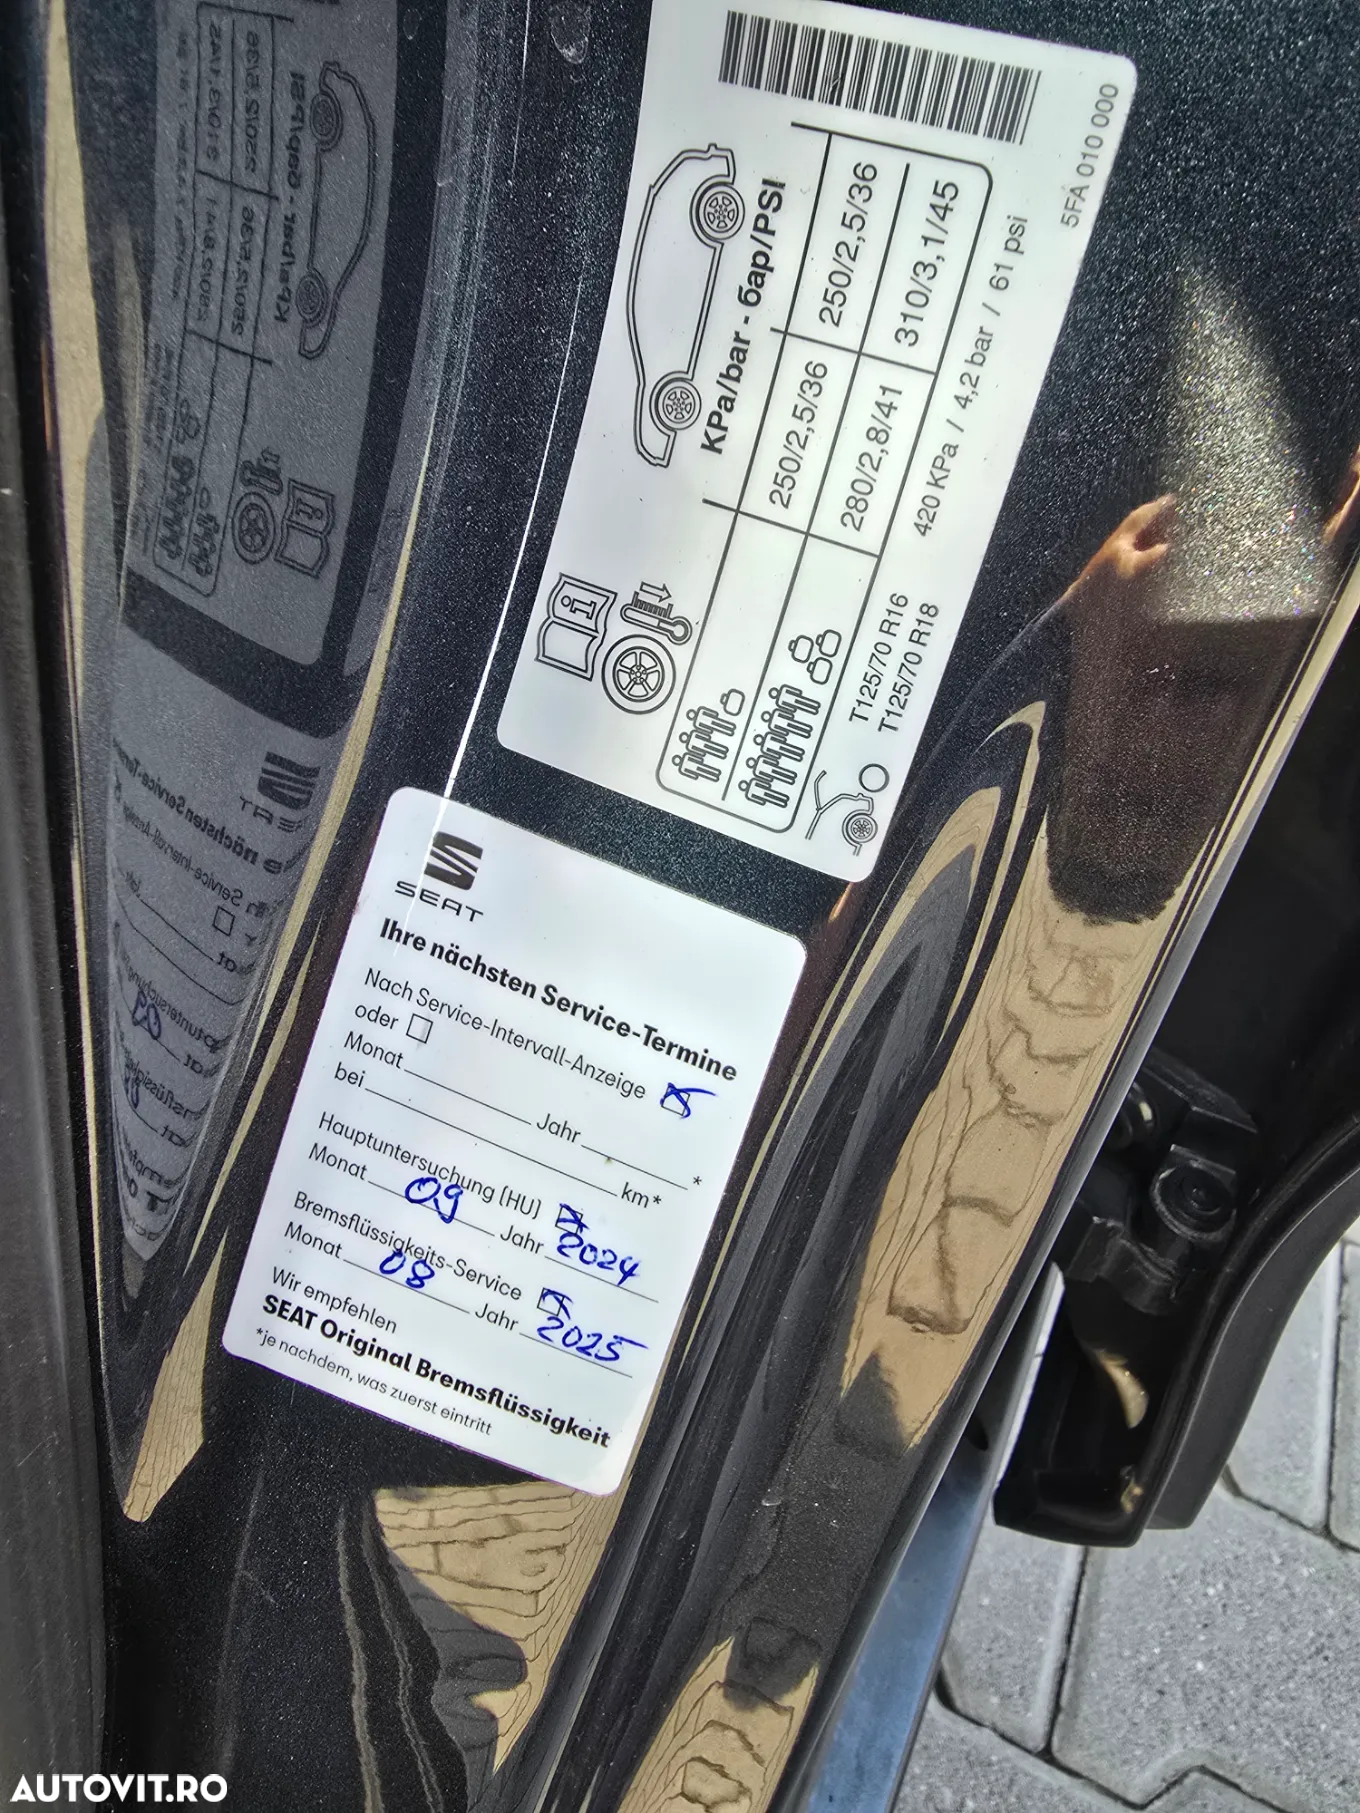 5FA 010 000
KPa/bar - бар/PSI
250/2,5/36 250/2,5/36
280/2,8/41 310/3,1/45
T125/70 R16
T125/70 R18
420 KPa / 4,2 bar / 61 psi
SEAT
Ihre nächsten Service-Termine
Nach Service-Intervall-Anzeige
oder
Monat Jahr *
bei km*
Hauptuntersuchung (HU)
Monat 09 Jahr 2024
Bremsflüssigkeits-Service
Monat 08 Jahr 2025
Wir empfehlen
SEAT Original Bremsflüssigkeit
*je nachdem, was zuerst eintritt
AUTOVIT.RO